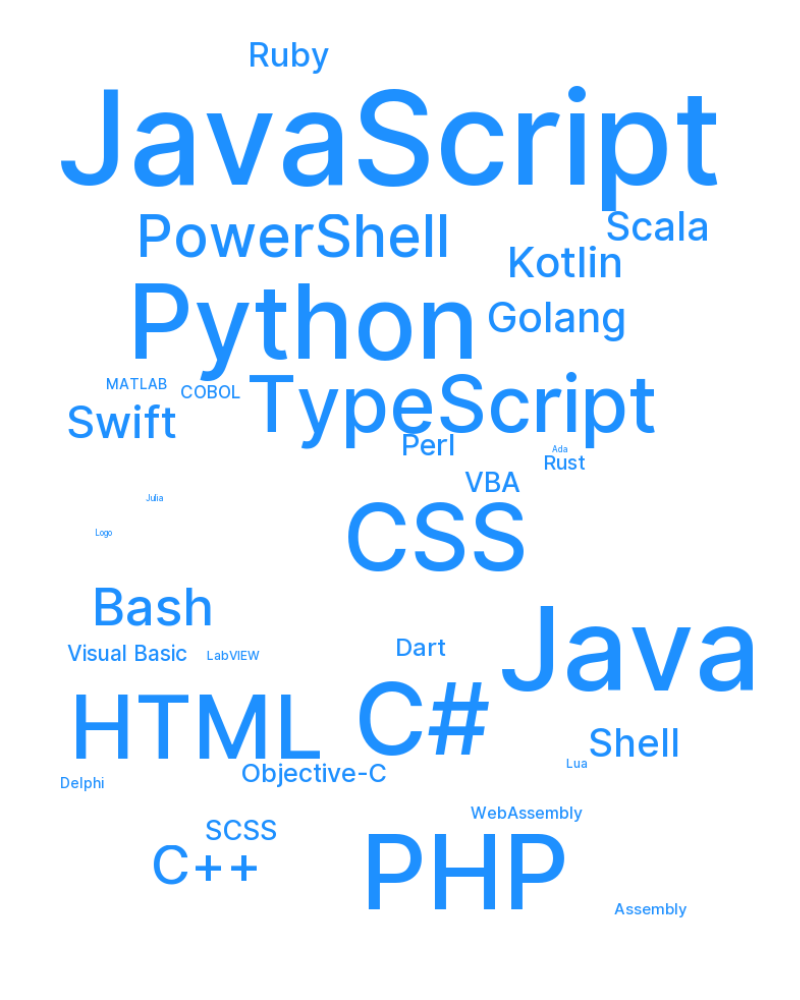 Ruby
JavaScript
PowerShell
Scala
Kotlin
Python
Golang
MATLAB
COBOL
TypeScript
Swift
Perl
Ada
Rust
VBA
Julia
CSS
Logo
Bash
Java
Visual Basic
LabVIEW
Dart
HTML
C#
Shell
Lua
Objective-C
Delphi
WebAssembly
SCSS
C++
PHP
Assembly